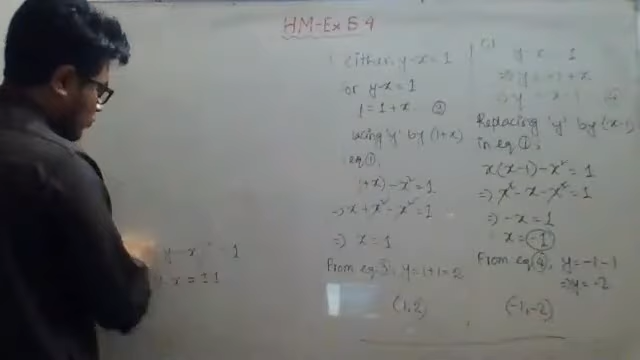 HM-Ex 5.4
either, y-x=1
or y-x=1
y=1+x ②
using 'y' by (1+x)
eq ①,
1+x)-x²=1
⇒ x+x²-x²=1
⇒ x=1
From eq ③, y=1+1=2
(1,2)
y-x 1
⇒ y=-1+x
⇒ y = x-1
Replacing 'y' by (x-1)
in eq ①,
x(x-1)-x²=1
⇒ x²-x-x²=1
⇒ -x=1
x=-1
From eq ④, y=-1-1
⇒ y=-2
(-1,-2)
y-x = 1
x=±1